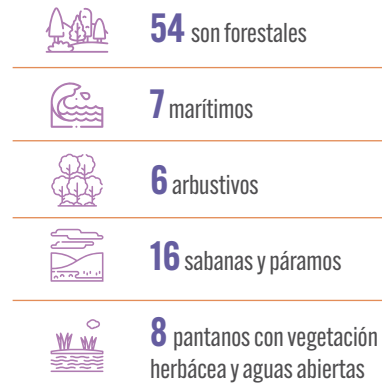 54 son forestales
7 marítimos
6 arbustivos
16 sabanas y páramos
8 pantanos con vegetación
herbácea y aguas abiertas